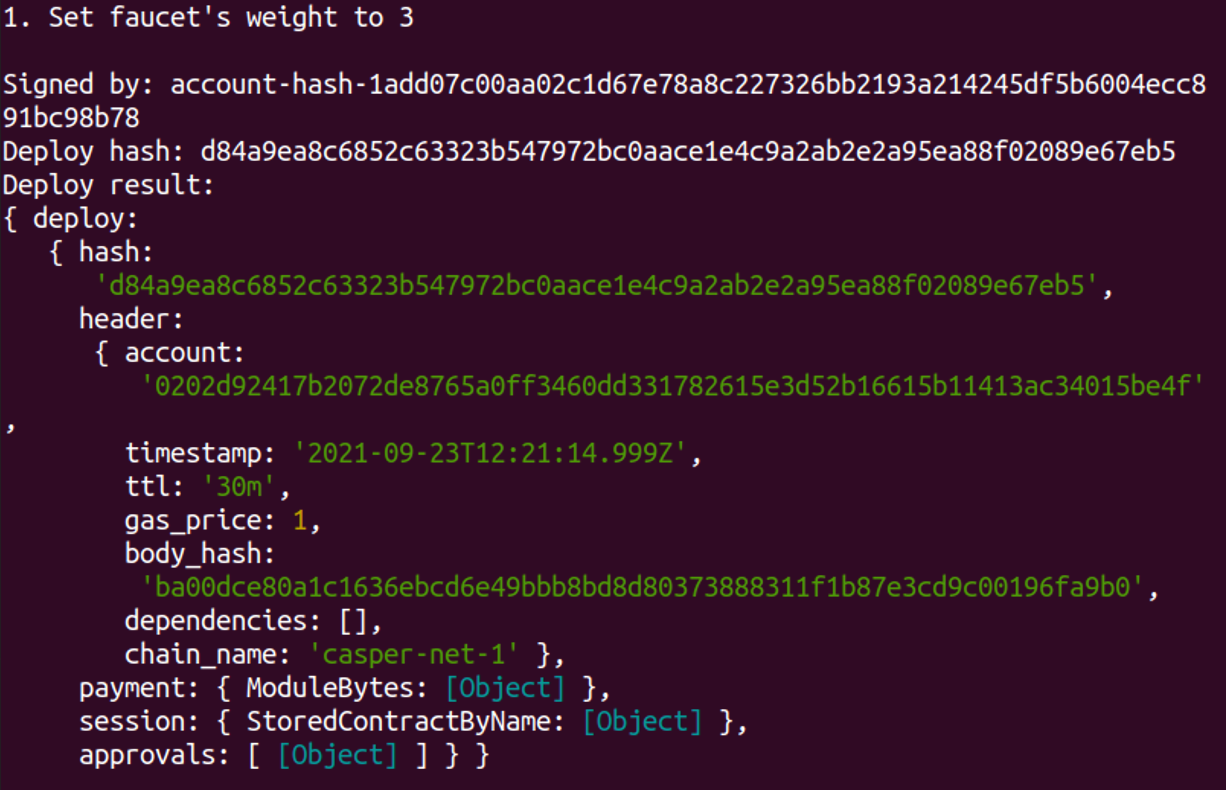 1. Set faucet's weight to 3
Signed by: account-hash-1add07c00aa02c1d67e78a8c227326bb2193a214245df5b6004ecc8
91bc98b78
Deploy hash: d84a9ea8c6852c63323b547972bc0aace1e4c9a2ab2e2a95ea88f02089e67eb5
Deploy result:
{ deploy:
   { hash:
      'd84a9ea8c6852c63323b547972bc0aace1e4c9a2ab2e2a95ea88f02089e67eb5',
     header:
      { account:
         '0202d92417b2072de8765a0ff3460dd331782615e3d52b16615b11413ac34015be4f'
,
        timestamp: '2021-09-23T12:21:14.999Z',
        ttl: '30m',
        gas_price: 1,
        body_hash:
         'ba00dce80a1c1636ebcd6e49bbb8bd8d80373888311f1b87e3cd9c00196fa9b0',
        dependencies: [],
        chain_name: 'casper-net-1' },
     payment: { ModuleBytes: [Object] },
     session: { StoredContractByName: [Object] },
     approvals: [ [Object] ] } }